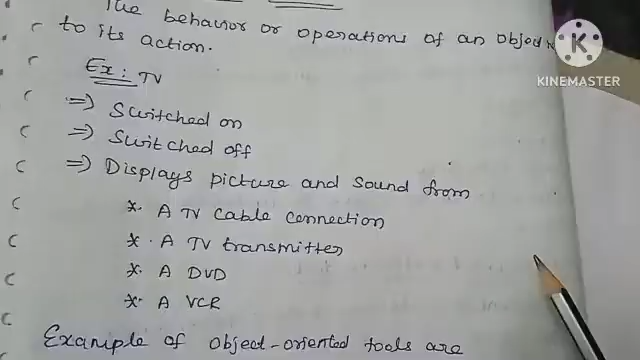 The behavior or operations of an object
to its action.
Ex: TV
⇒ Switched on
⇒ Switched off
⇒ Displays picture and sound from
*. A TV cable connection
*. A TV transmitter
*. A DVD
*. A VCR
Example of object-oriented tools are
K
KINEMASTER